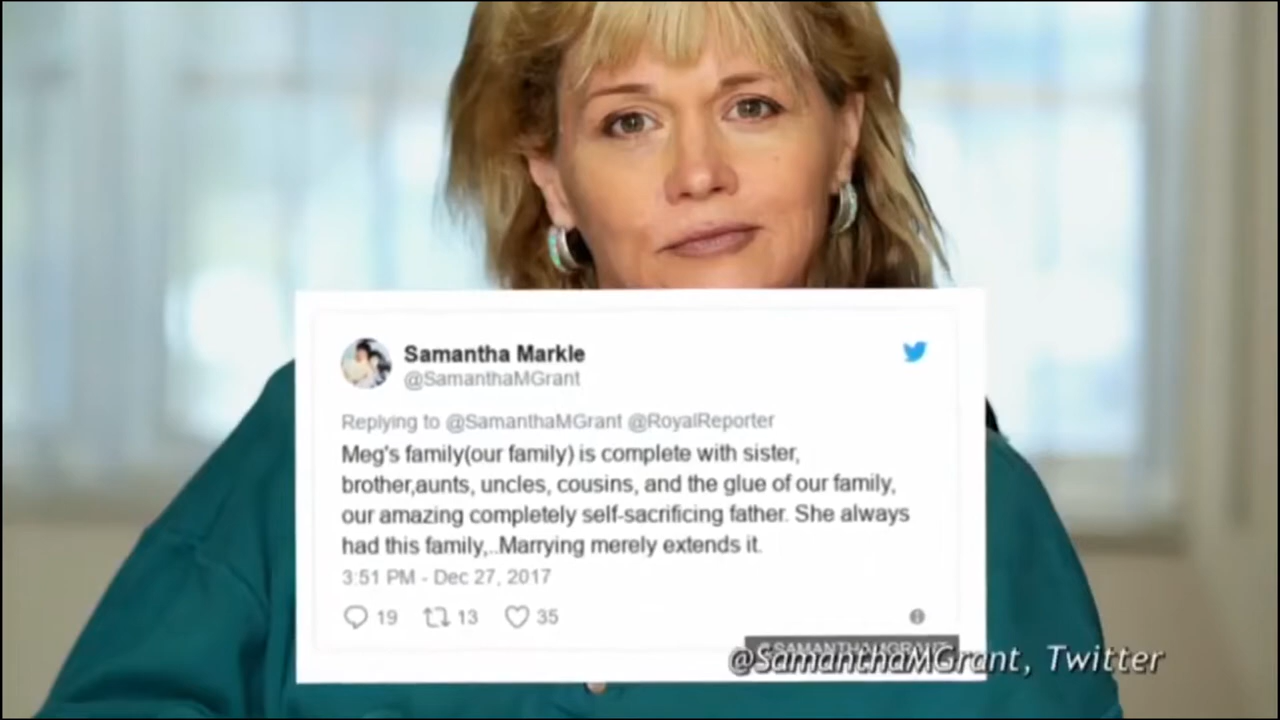 Samantha Markle
@SamanthaMGrant
Replying to @SamanthaMGrant @RoyalReporter
Meg's family(our family) is complete with sister,
brother,aunts, uncles, cousins, and the glue of our family,
our amazing completely self-sacrificing father. She always
had this family,..Marrying merely extends it.
3:51 PM - Dec 27, 2017
19 13 35
@SAMANTHAMGRANT
@SamanthaMGrant, Twitter